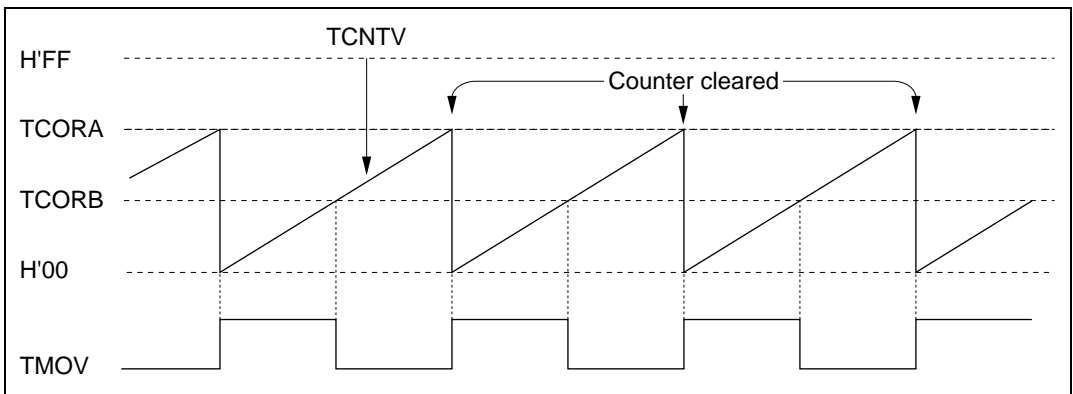 TCNTV
H'FF
Counter cleared
TCORA
TCORB
H'00
TMOV